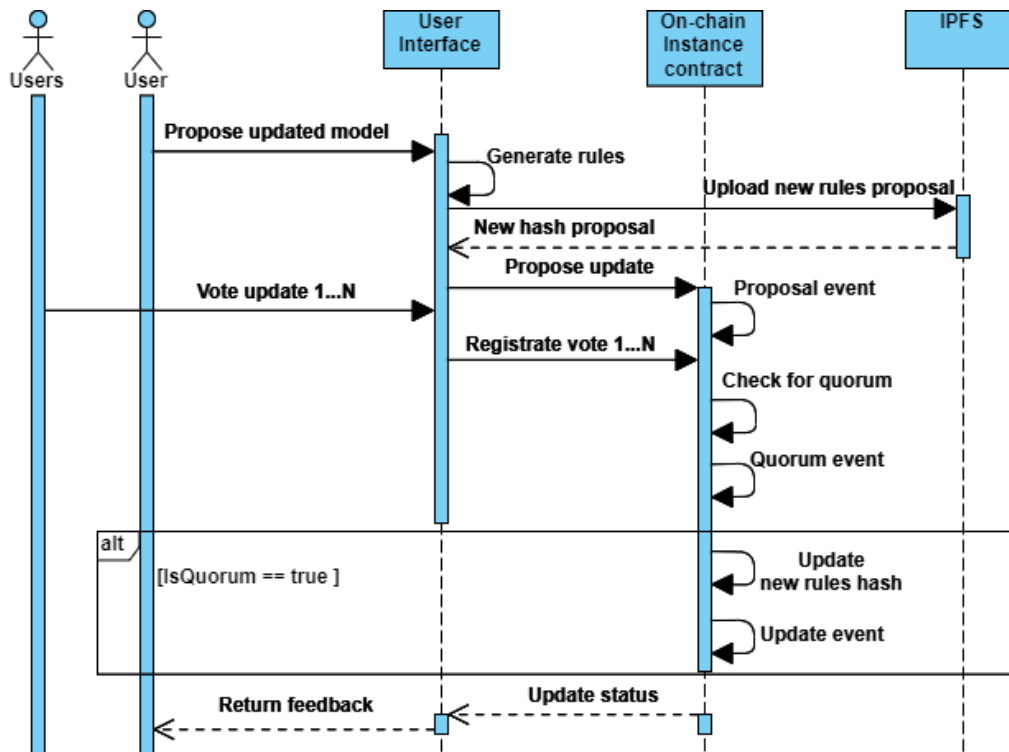 Users
User
User
Interface
On-chain
Instance
contract
IPFS
Propose updated model
Generate rules
Upload new rules proposal
New hash proposal
Propose update
Proposal event
Vote update 1...N
Registrate vote 1...N
Check for quorum
Quorum event
alt
[IsQuorum == true ]
Update
new rules hash
Update event
Update status
Return feedback